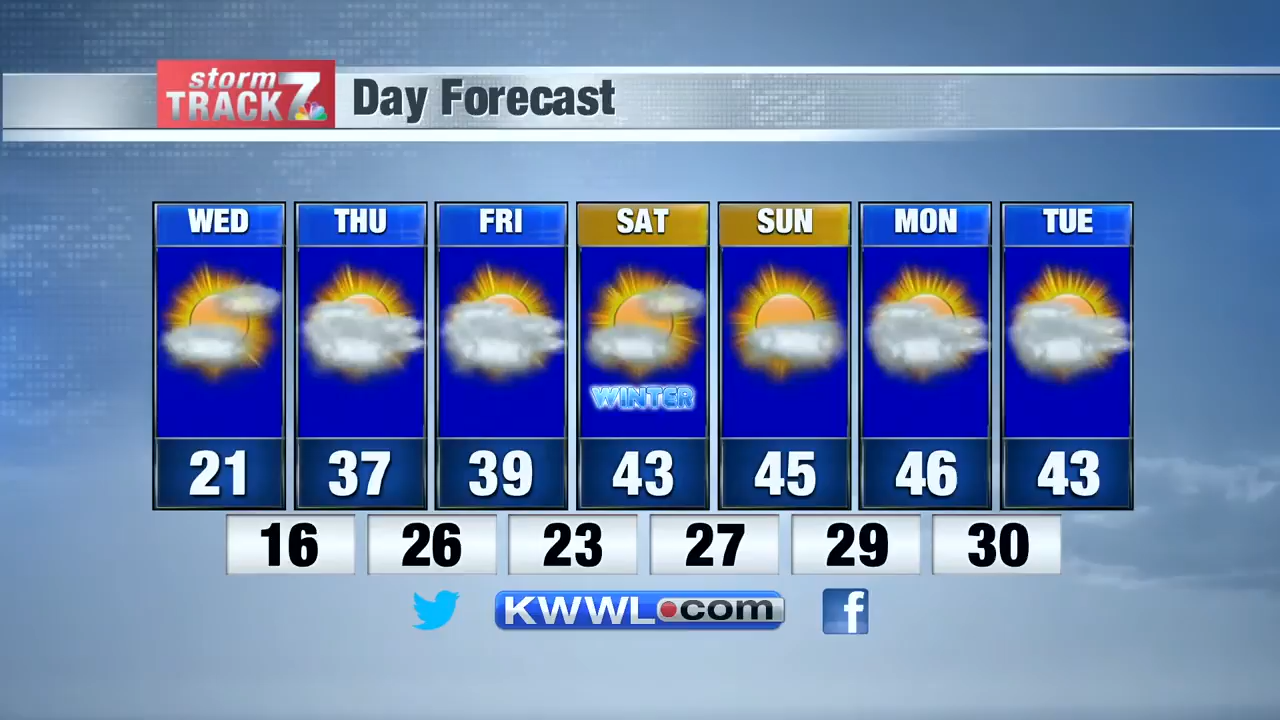 storm
TRACK 7 Day Forecast
WED THU FRI SAT SUN MON TUE
WINTER
21 37 39 43 45 46 43
16 26 23 27 29 30
KWWL.com f